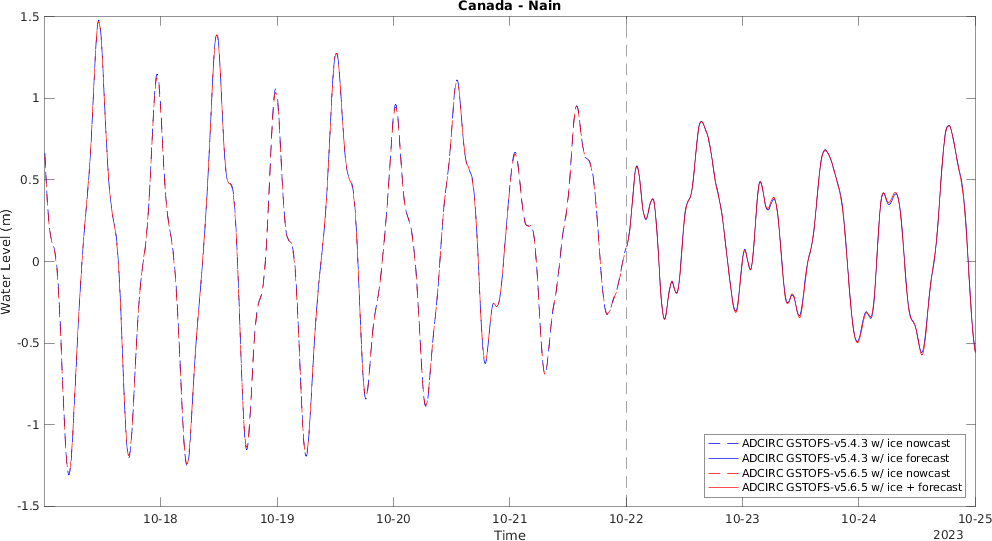 Canada - Nain
1.5
1
0.5
0
-0.5
-1
-1.5
Water Level (m)
10-18
10-19
10-20
10-21
10-22
10-23
10-24
10-25
Time
2023
ADCIRC GSTOFS-v5.4.3 w/ ice nowcast
ADCIRC GSTOFS-v5.4.3 w/ ice forecast
ADCIRC GSTOFS-v5.6.5 w/ ice nowcast
ADCIRC GSTOFS-v5.6.5 w/ ice + forecast